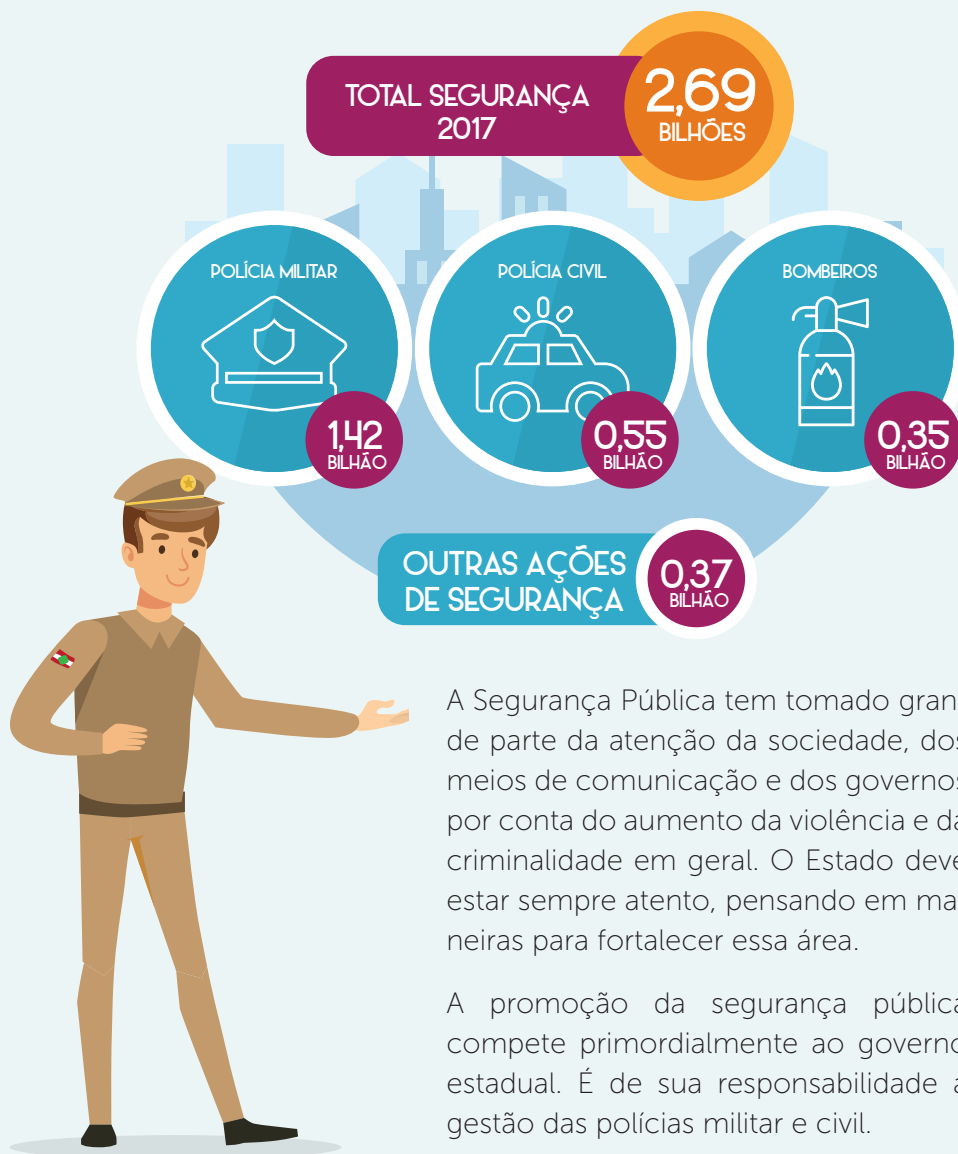 TOTAL SEGURANÇA
2017
2,69
BILHÕES
POLÍCIA MILITAR
1,42
BILHÃO
POLÍCIA CIVIL
0,55
BILHÃO
BOMBEIROS
0,35
BILHÃO
OUTRAS AÇÕES
DE SEGURANÇA
0,37
BILHÃO
A Segurança Pública tem tomado gran
de parte da atenção da sociedade, dos
meios de comunicação e dos governos
por conta do aumento da violência e da
criminalidade em geral. O Estado deve
estar sempre atento, pensando em ma
neiras para fortalecer essa área.
A promoção da segurança pública
compete primordialmente ao governo
estadual. É de sua responsabilidade a
gestão das polícias militar e civil.